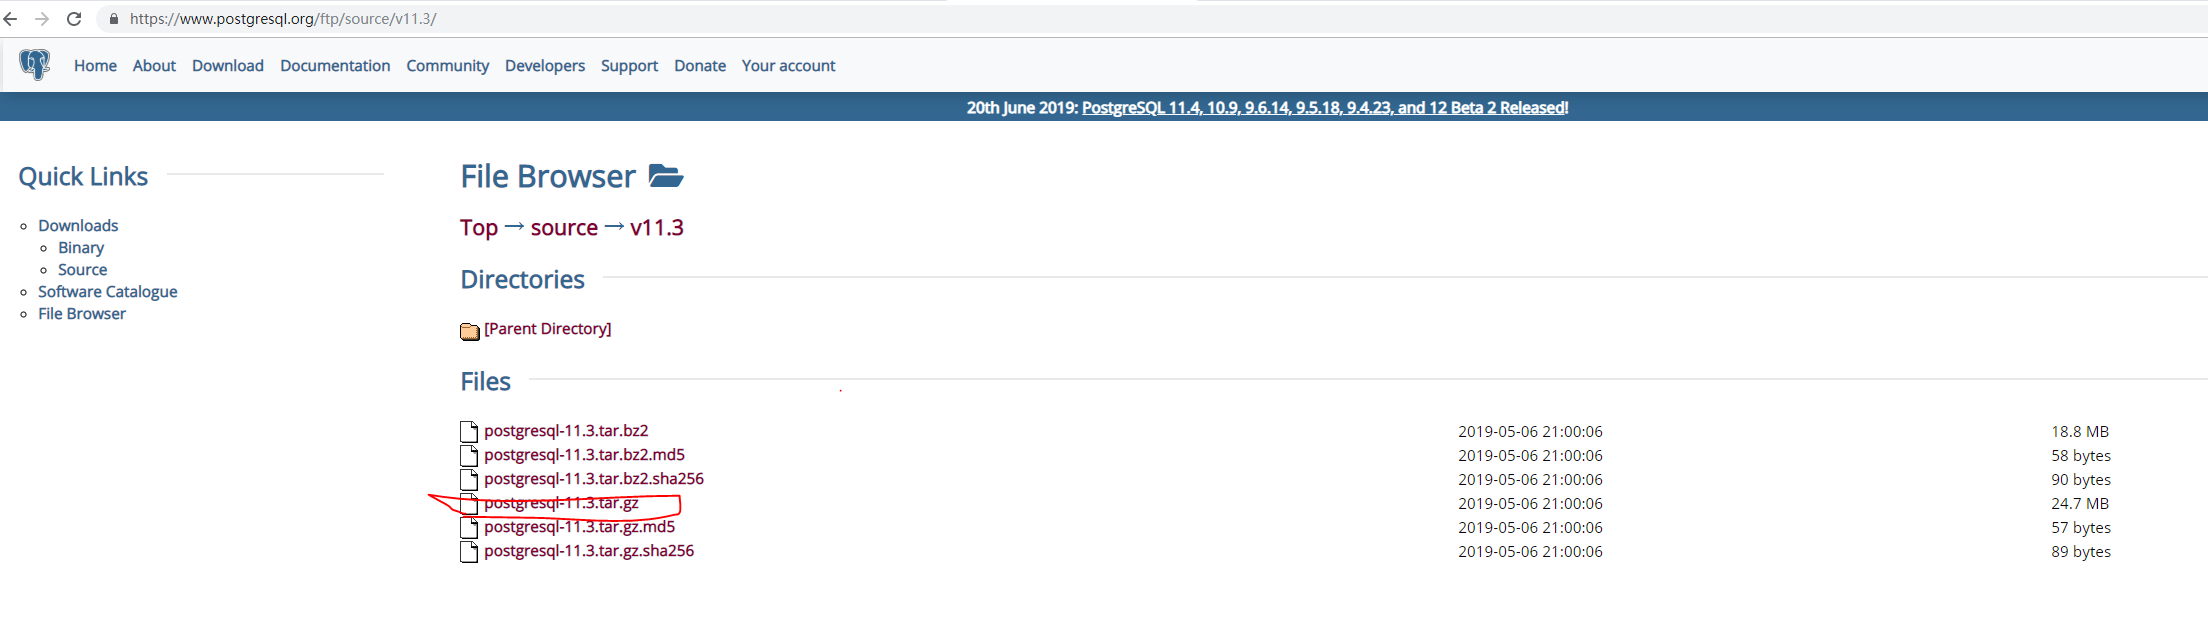 https://www.postgresql.org/ftp/source/v11.3/
Home About Download Documentation Community Developers Support Donate Your account
20th June 2019: PostgreSQL 11.4, 10.9, 9.6.14, 9.5.18, 9.4.23, and 12 Beta 2 Released!
Quick Links
Downloads
Binary
Source
Software Catalogue
File Browser
File Browser
Top → source → v11.3
Directories
[Parent Directory]
Files
postgresql-11.3.tar.bz2 2019-05-06 21:00:06 18.8 MB
postgresql-11.3.tar.bz2.md5 2019-05-06 21:00:06 58 bytes
postgresql-11.3.tar.bz2.sha256 2019-05-06 21:00:06 90 bytes
postgresql-11.3.tar.gz 2019-05-06 21:00:06 24.7 MB
postgresql-11.3.tar.gz.md5 2019-05-06 21:00:06 57 bytes
postgresql-11.3.tar.gz.sha256 2019-05-06 21:00:06 89 bytes